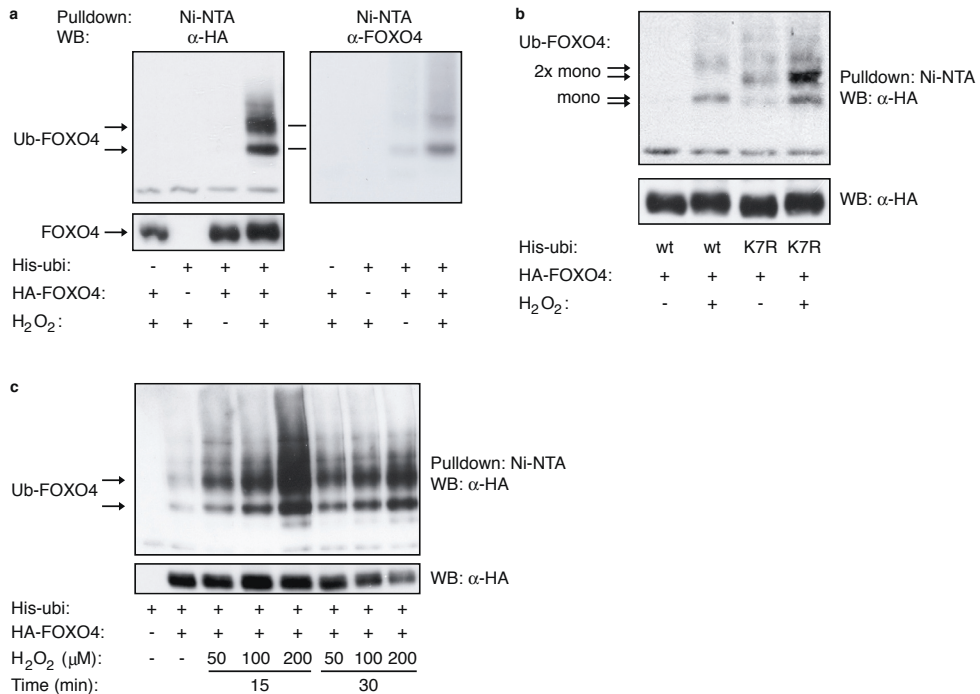 a
Pulldown: Ni-NTA Ni-NTA
WB: α-HA α-FOXO4
Ub-FOXO4
FOXO4
His-ubi: - + + + - + + +
HA-FOXO4: + - + + + - + +
H2O2: + + - + + + - +
b
Ub-FOXO4:
2x mono
mono
Pulldown: Ni-NTA
WB: α-HA
WB: α-HA
His-ubi: wt wt K7R K7R
HA-FOXO4: + + + +
H2O2: - + - +
c
Ub-FOXO4
Pulldown: Ni-NTA
WB: α-HA
WB: α-HA
His-ubi: + + + + + + + +
HA-FOXO4: - + + + + + + +
H2O2 (µM): - - 50 100 200 50 100 200
Time (min): 15 30